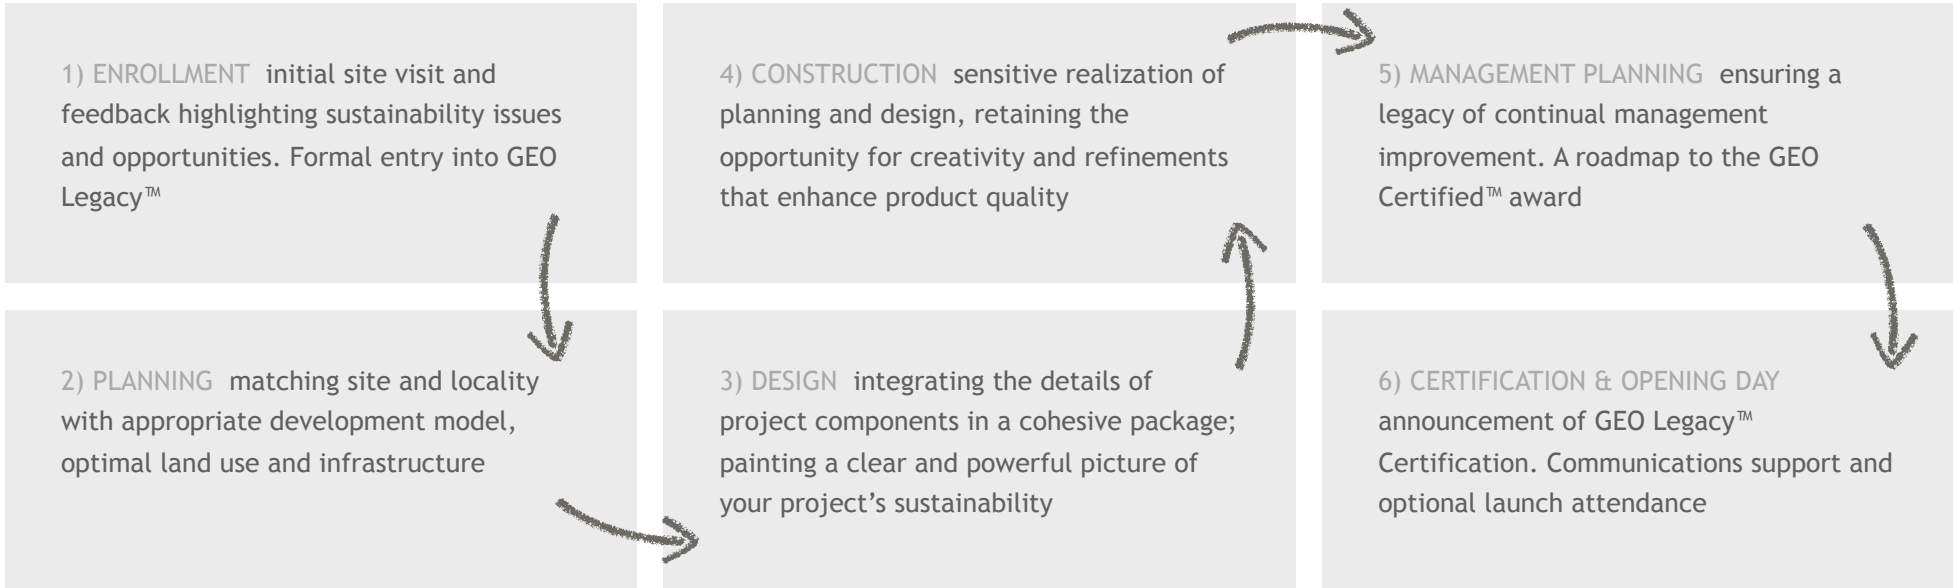 1) ENROLLMENT initial site visit and
feedback highlighting sustainability issues
and opportunities. Formal entry into GEO
Legacy™
2) PLANNING matching site and locality
with appropriate development model,
optimal land use and infrastructure
3) DESIGN integrating the details of
project components in a cohesive package;
painting a clear and powerful picture of
your project’s sustainability
4) CONSTRUCTION sensitive realization of
planning and design, retaining the
opportunity for creativity and refinements
that enhance product quality
5) MANAGEMENT PLANNING ensuring a
legacy of continual management
improvement. A roadmap to the GEO
Certified™ award
6) CERTIFICATION & OPENING DAY
announcement of GEO Legacy™
Certification. Communications support and
optional launch attendance